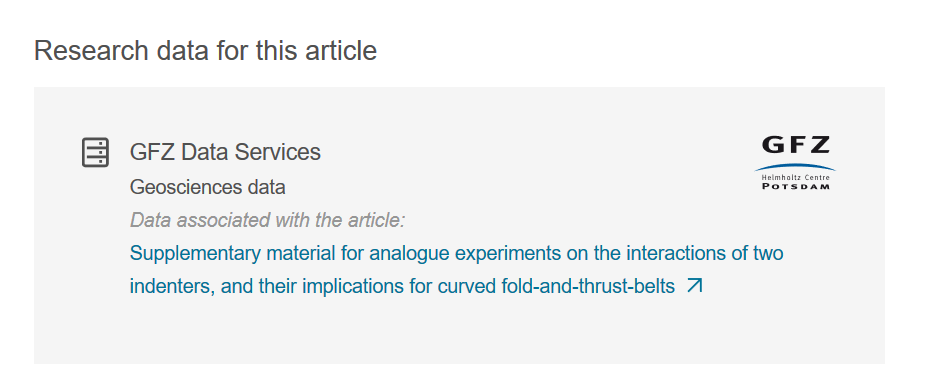 Research data for this article
GFZ Data Services
GFZ
Helmholtz Centre
POTSDAM
Geosciences data
Data associated with the article:
Supplementary material for analogue experiments on the interactions of two
indenters, and their implications for curved fold-and-thrust-belts